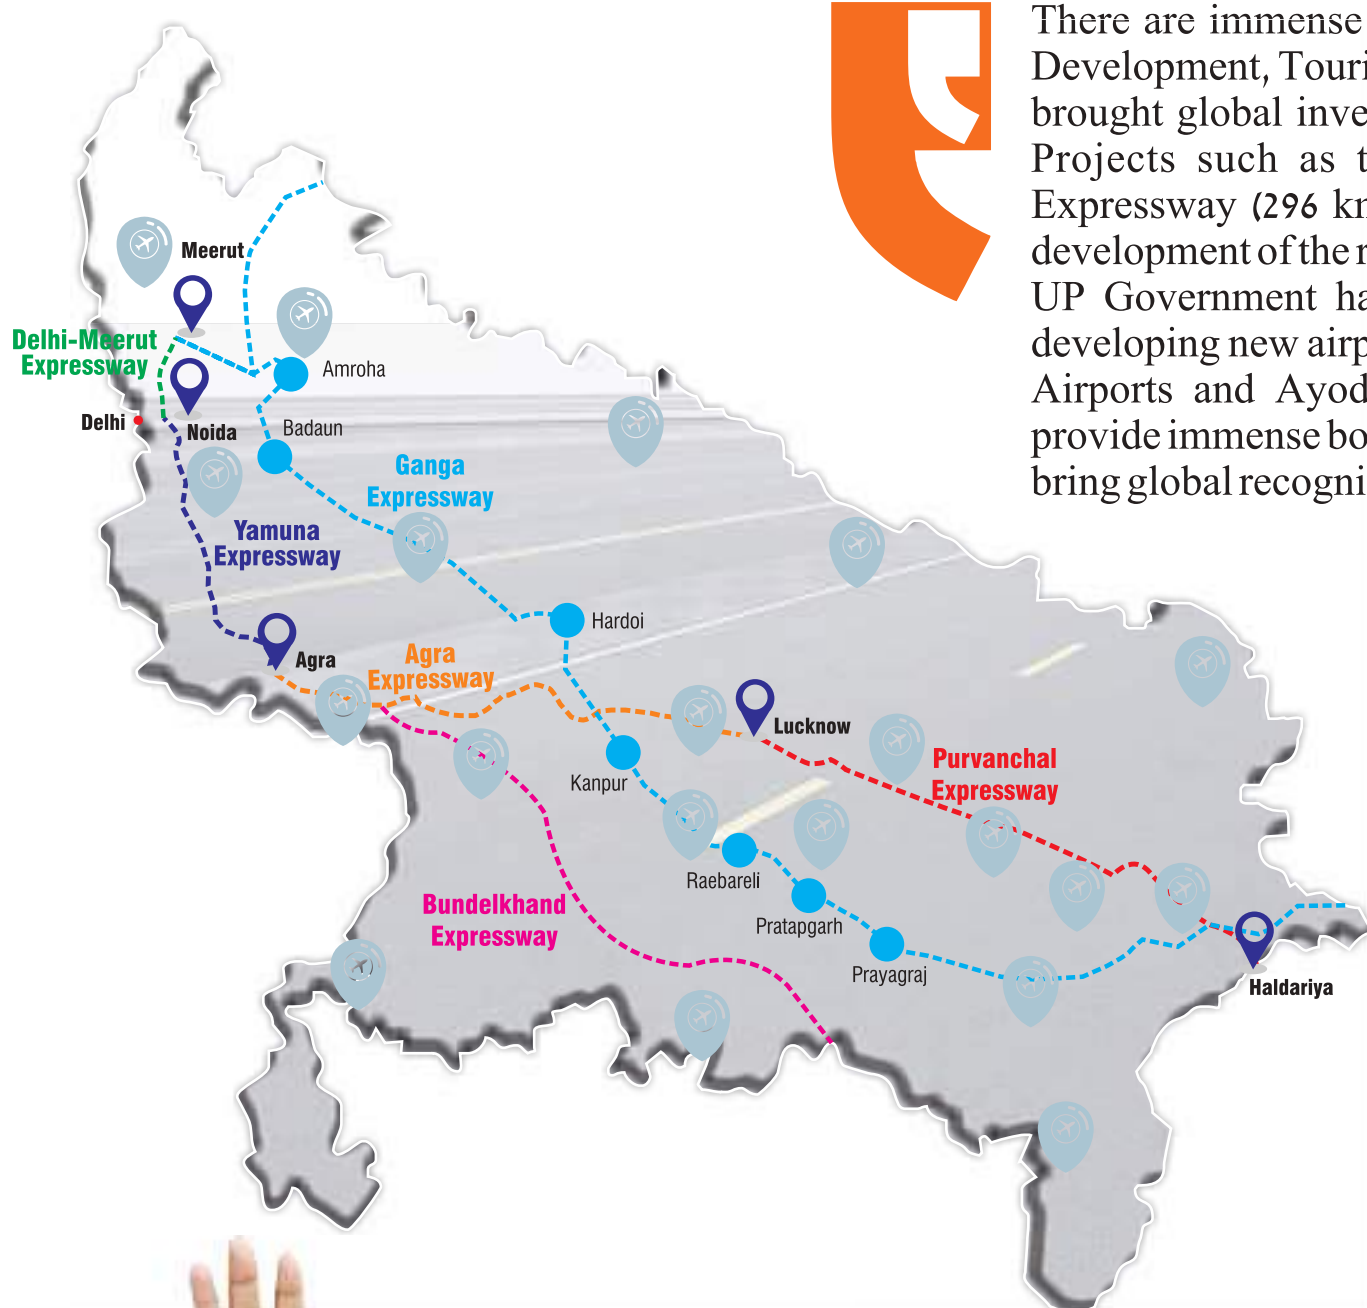 There are immense
Development, Touri
brought global inve
Projects such as t
Expressway (296 kn
development of the r
UP Government ha
developing new airp
Airports and Ayod
provide immense bo
bring global recogni
Meerut
Delhi-Meerut
Expressway
Amroha
Delhi
Noida
Badaun
Ganga
Expressway
Yamuna
Expressway
Hardoi
Agra
Agra
Expressway
Lucknow
Purvanchal
Expressway
Kanpur
Raebareli
Bundelkhand
Expressway
Pratapgarh
Prayagraj
Haldariya